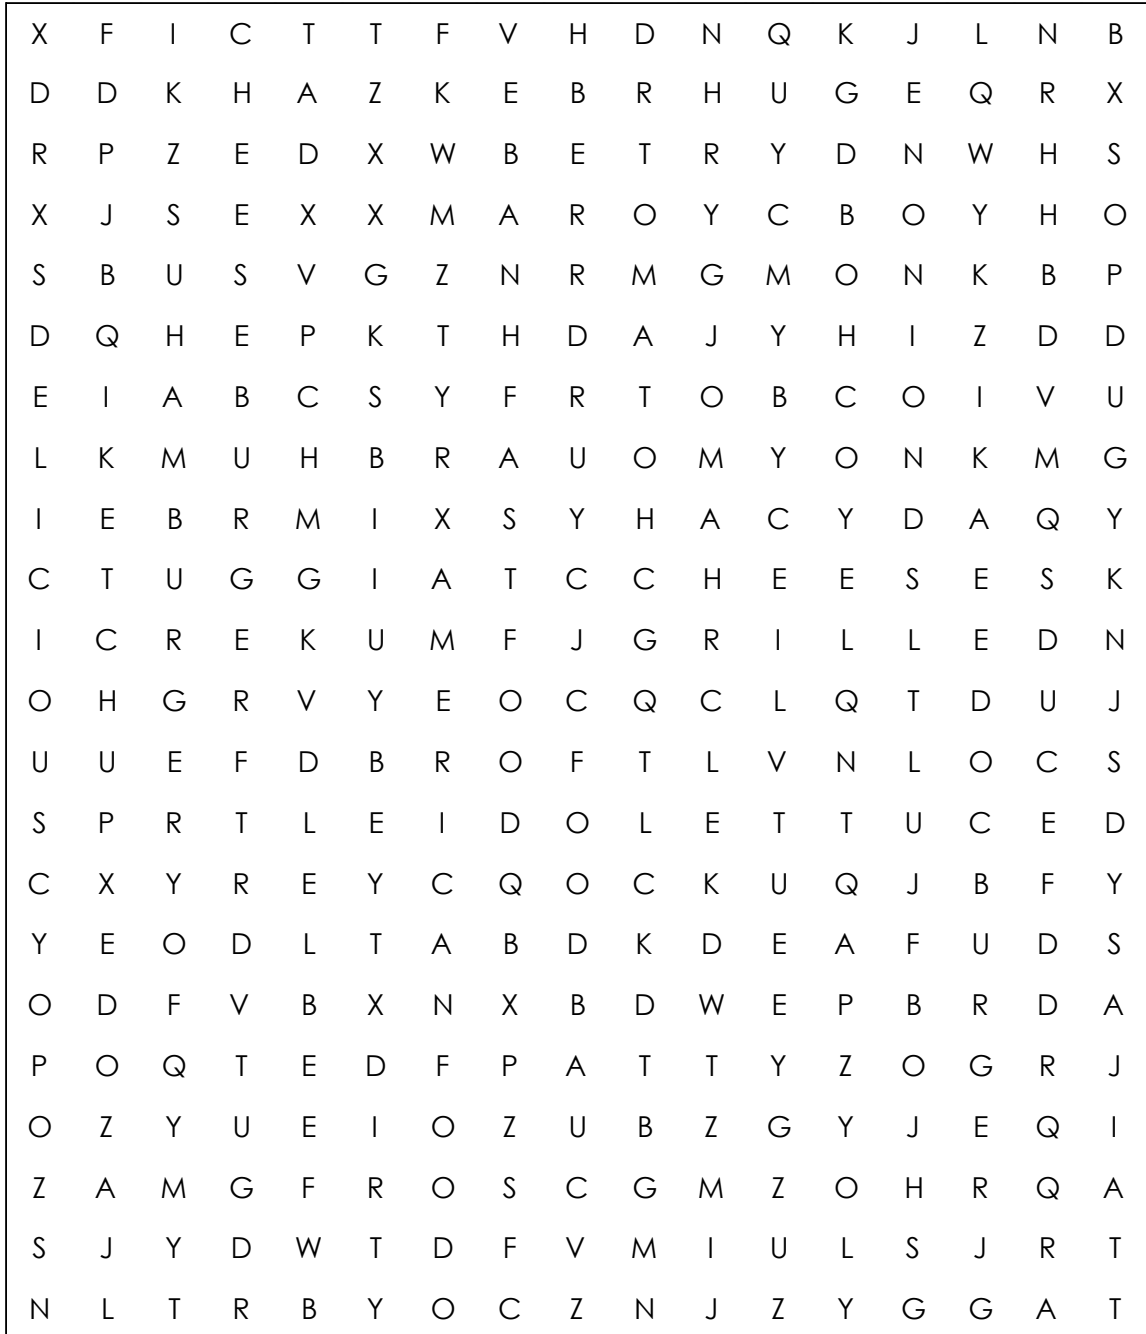 X F I C T T F V H D N Q K J L N B
D D K H A Z K E B R H U G E Q R X
R P Z E D X W B E T R Y D N W H S
X J S E X X M A R O Y C B O Y H O
S B U S V G Z N R M G M O N K B P
D Q H E P K T H D A J Y H I Z D D
E I A B C S Y F R T O B C O I V U
L K M U H B R A U O M Y O N K M G
I E B R M I X S Y H A C Y D A Q Y
C T U G G I A T C C H E E S E S K
I C R E K U M F J G R I L L E D N
O H G R V Y E O C Q C L Q T D U J
U U E F D B R O F T L V N L O C S
S P R T L E I D O L E T T U C E D
C X Y R E Y C Q O C K U Q J B F Y
Y E O D L T A B D K D E A F U D S
O D F V B X N X B D W E P B R D A
P O Q T E D F P A T T Y Z O G R J
O Z Y U E I O Z U B Z G Y J E Q I
Z A M G F R O S C G M Z O H R Q A
S J Y D W T D F V M I U L S J R T
N L T R B Y O C Z N J Z Y G G A T